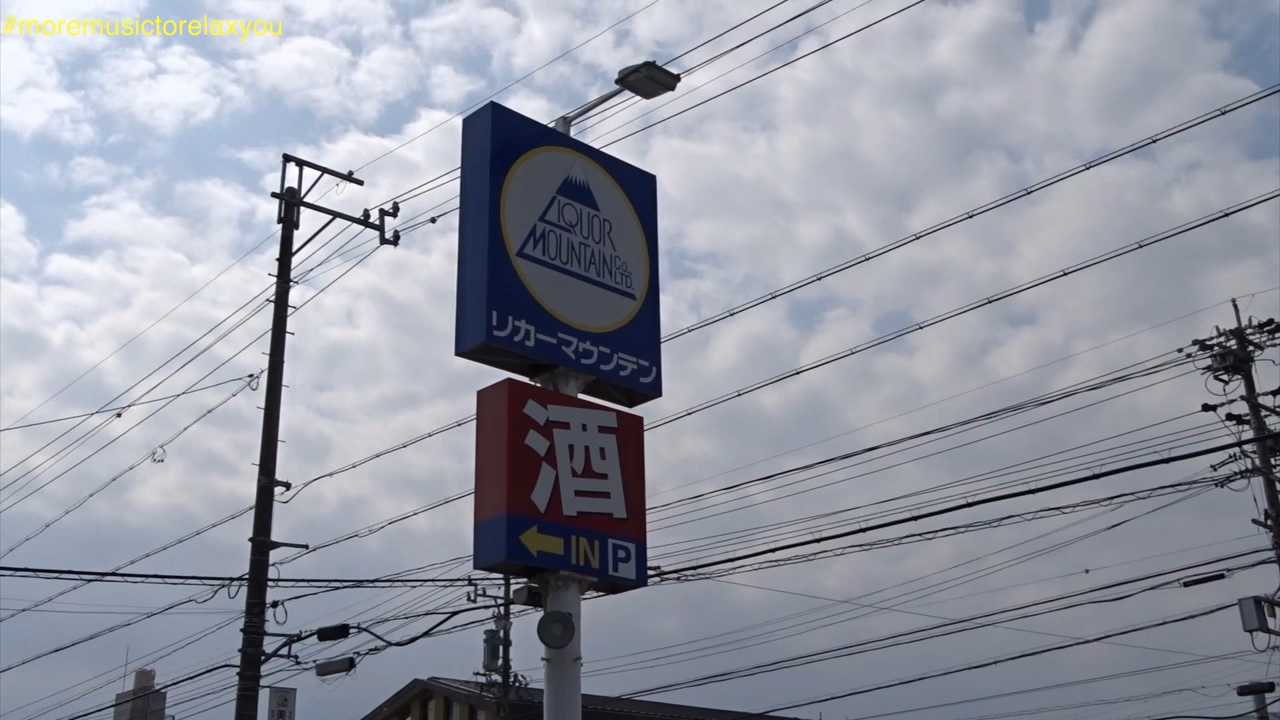 #moremusictorelaxyou
LIQUOR
MOUNTAIN CO., LTD.
リカーマウンテン
酒
IN P